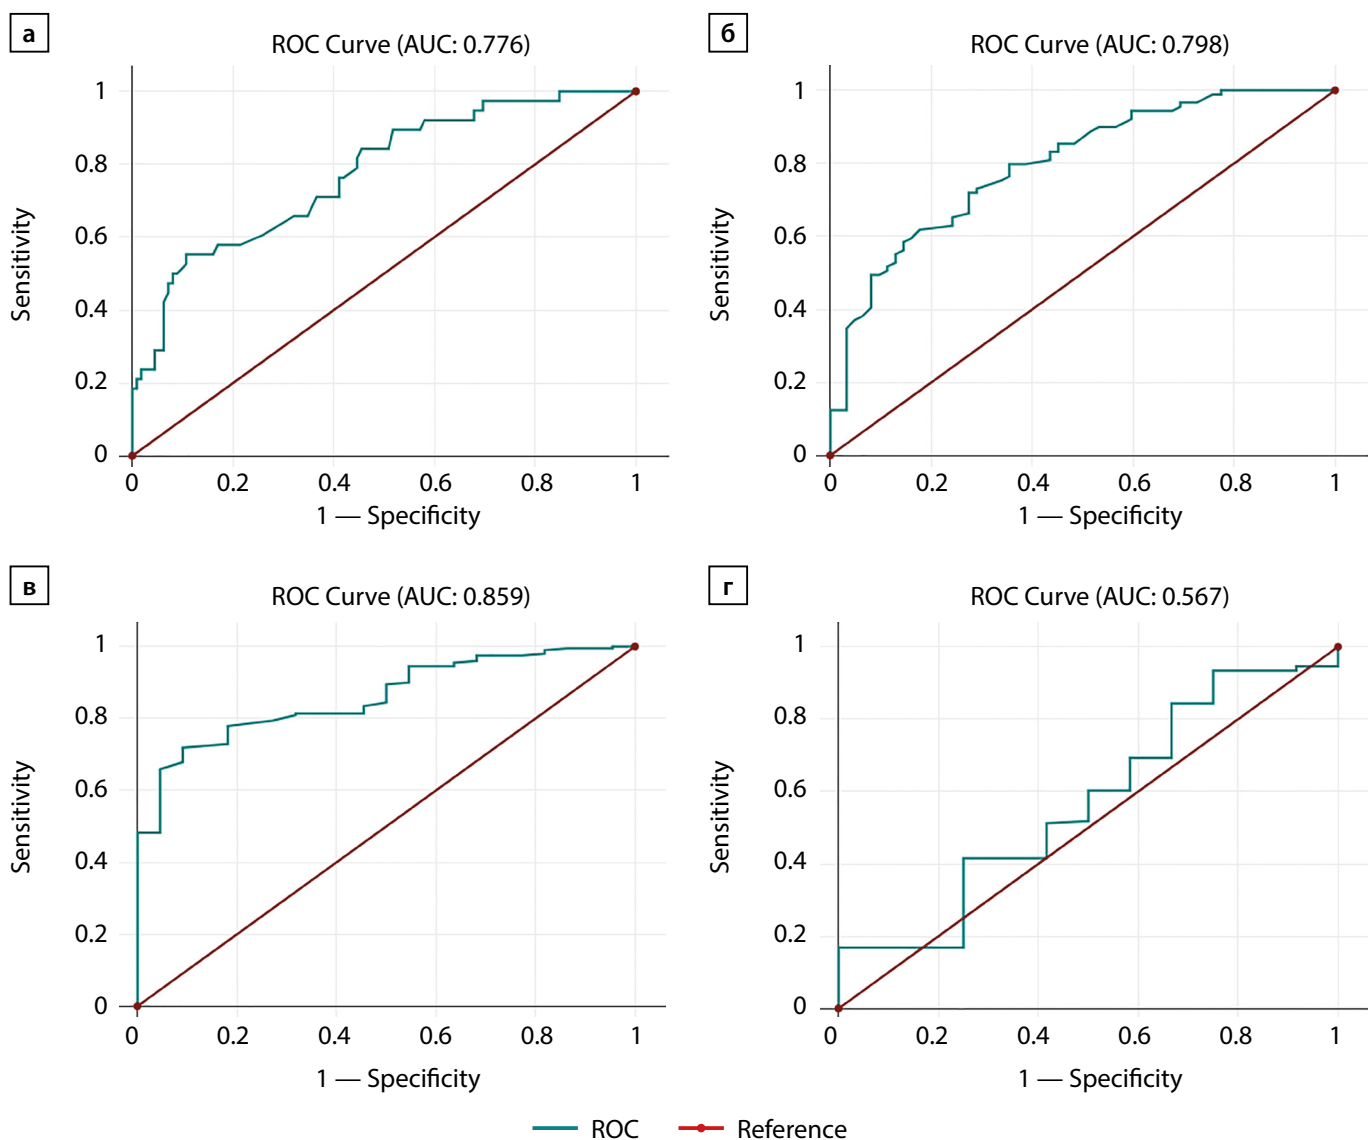 а
ROC Curve (AUC: 0.776)
1
0.8
0.6
0.4
0.2
0
Sensitivity
0 0.2 0.4 0.6 0.8 1
1 — Specificity
б
ROC Curve (AUC: 0.798)
1
0.8
0.6
0.4
0.2
0
Sensitivity
0 0.2 0.4 0.6 0.8 1
1 — Specificity
в
ROC Curve (AUC: 0.859)
1
0.8
0.6
0.4
0.2
0
Sensitivity
0 0.2 0.4 0.6 0.8 1
1 — Specificity
г
ROC Curve (AUC: 0.567)
1
0.8
0.6
0.4
0.2
0
Sensitivity
0 0.2 0.4 0.6 0.8 1
1 — Specificity
ROC Reference